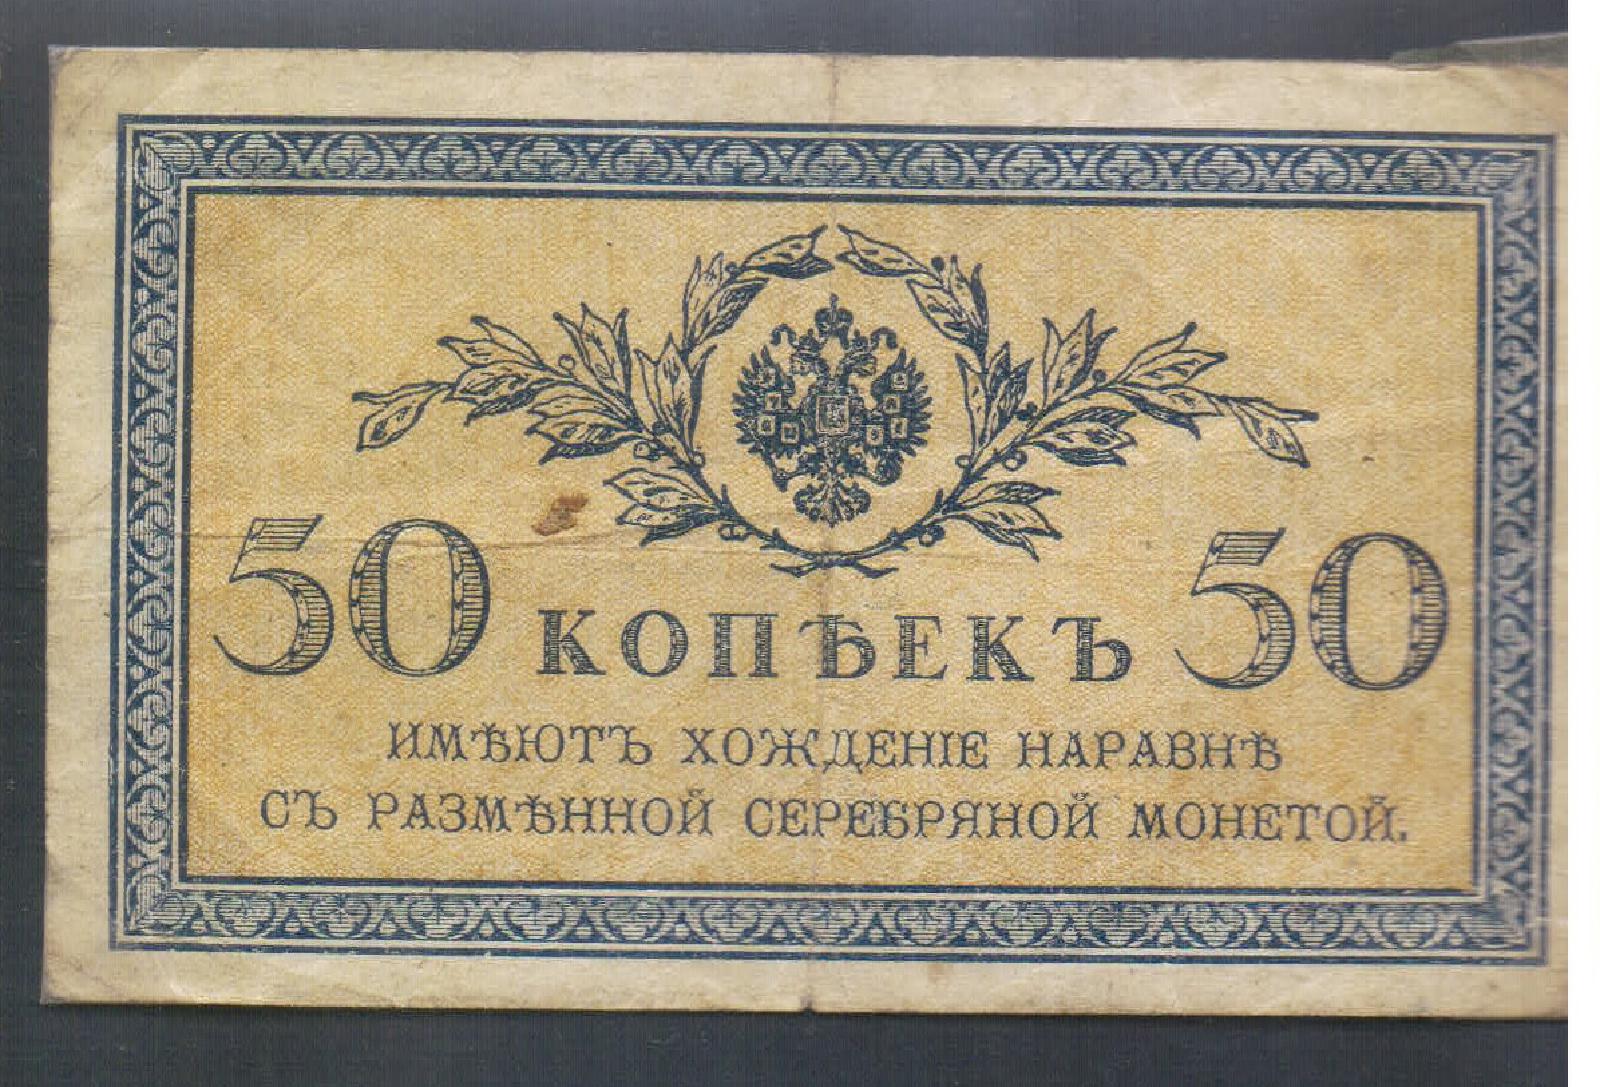 50 КОПѢЕКЪ 50
ИМѢЮТЪ ХОЖДЕНІЕ НАРАВНѢ
СЪ РАЗМѢННОЙ СЕРЕБРЯНОЙ МОНЕТОЙ.